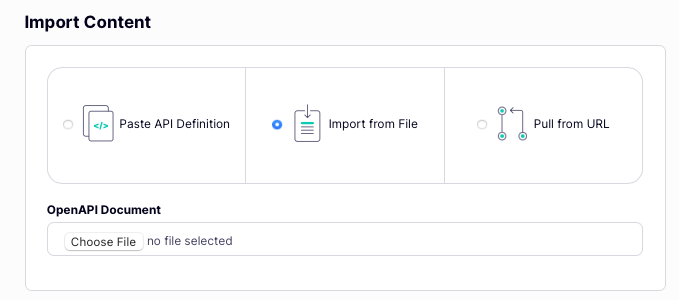 Import Content
</> Paste API Definition
Import from File
Pull from URL
OpenAPI Document
Choose File no file selected